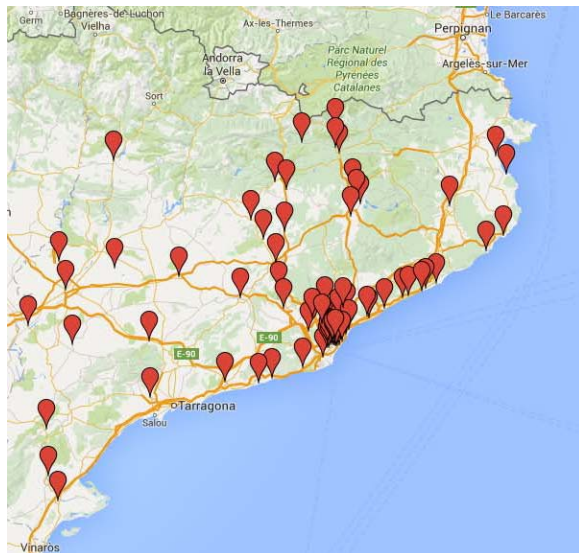 Bagnères-de-Luchon
Germ
Vielha
Ax-les-Thermes
Le Barcarès
Perpignan
Andorra
la Vella
Parc Naturel
Régional des
Pyrénées
Catalanes
Argelès-sur-Mer
Sort
E-90
E-90
Tarragona
Salou
Vinaròs